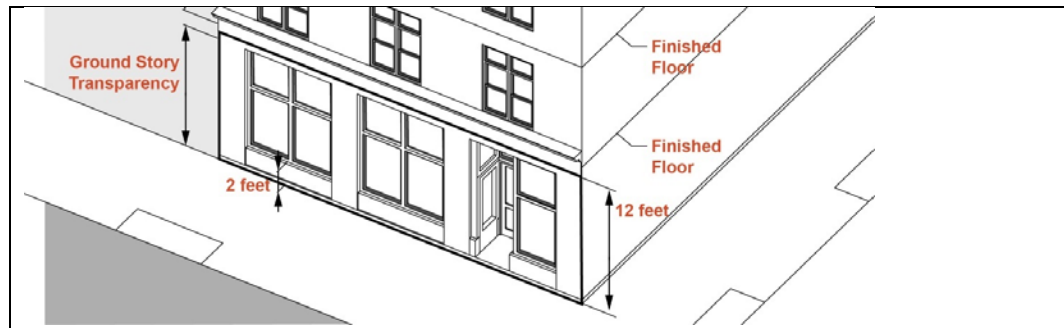 Ground Story
Transparency
Finished
Floor
Finished
Floor
2 feet
12 feet